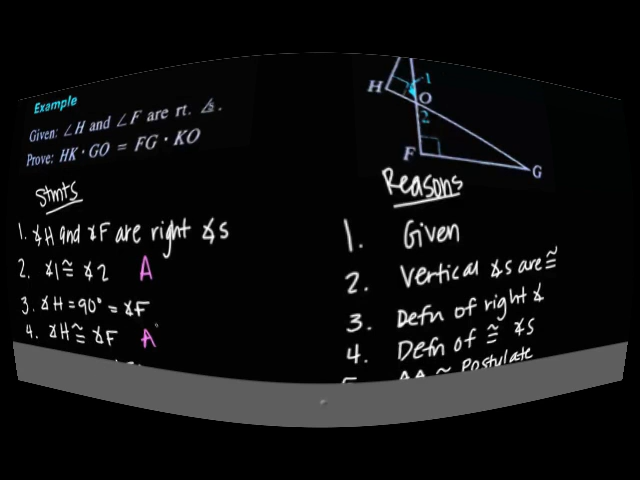 Example
Given: ∠H and ∠F are rt. ∠s.
Prove: HK · GO = FG · KO
H
1
O
2
F
G
Stmts
Reasons
1. ∡H and ∡F are right ∡s
1. Given
2. ∡1 ≅ ∡2 A
2. Vertical ∡s are ≅
3. ∡H = 90° = ∡F
3. Defn of right ∡
4. ∡H ≅ ∡F A
4. Defn of ≅ ∡s
AA ~ Postulate